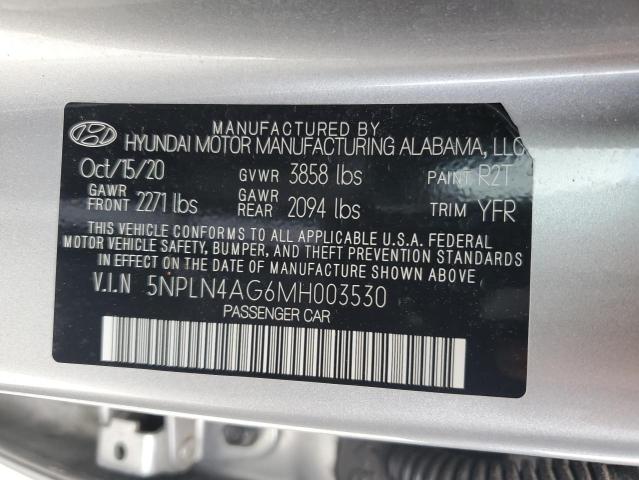 MANUFACTURED BY
HYUNDAI MOTOR MANUFACTURING ALABAMA, LLC
Oct/15/20 GVWR 3858 lbs PAINT R2T
GAWR FRONT 2271 lbs GAWR REAR 2094 lbs TRIM YFR
THIS VEHICLE CONFORMS TO ALL APPLICABLE U.S.A. FEDERAL
MOTOR VEHICLE SAFETY, BUMPER, AND THEFT PREVENTION STANDARDS
IN EFFECT ON THE DATE OF MANUFACTURE SHOWN ABOVE.
V.I.N 5NPLN4AG6MH003530
PASSENGER CAR